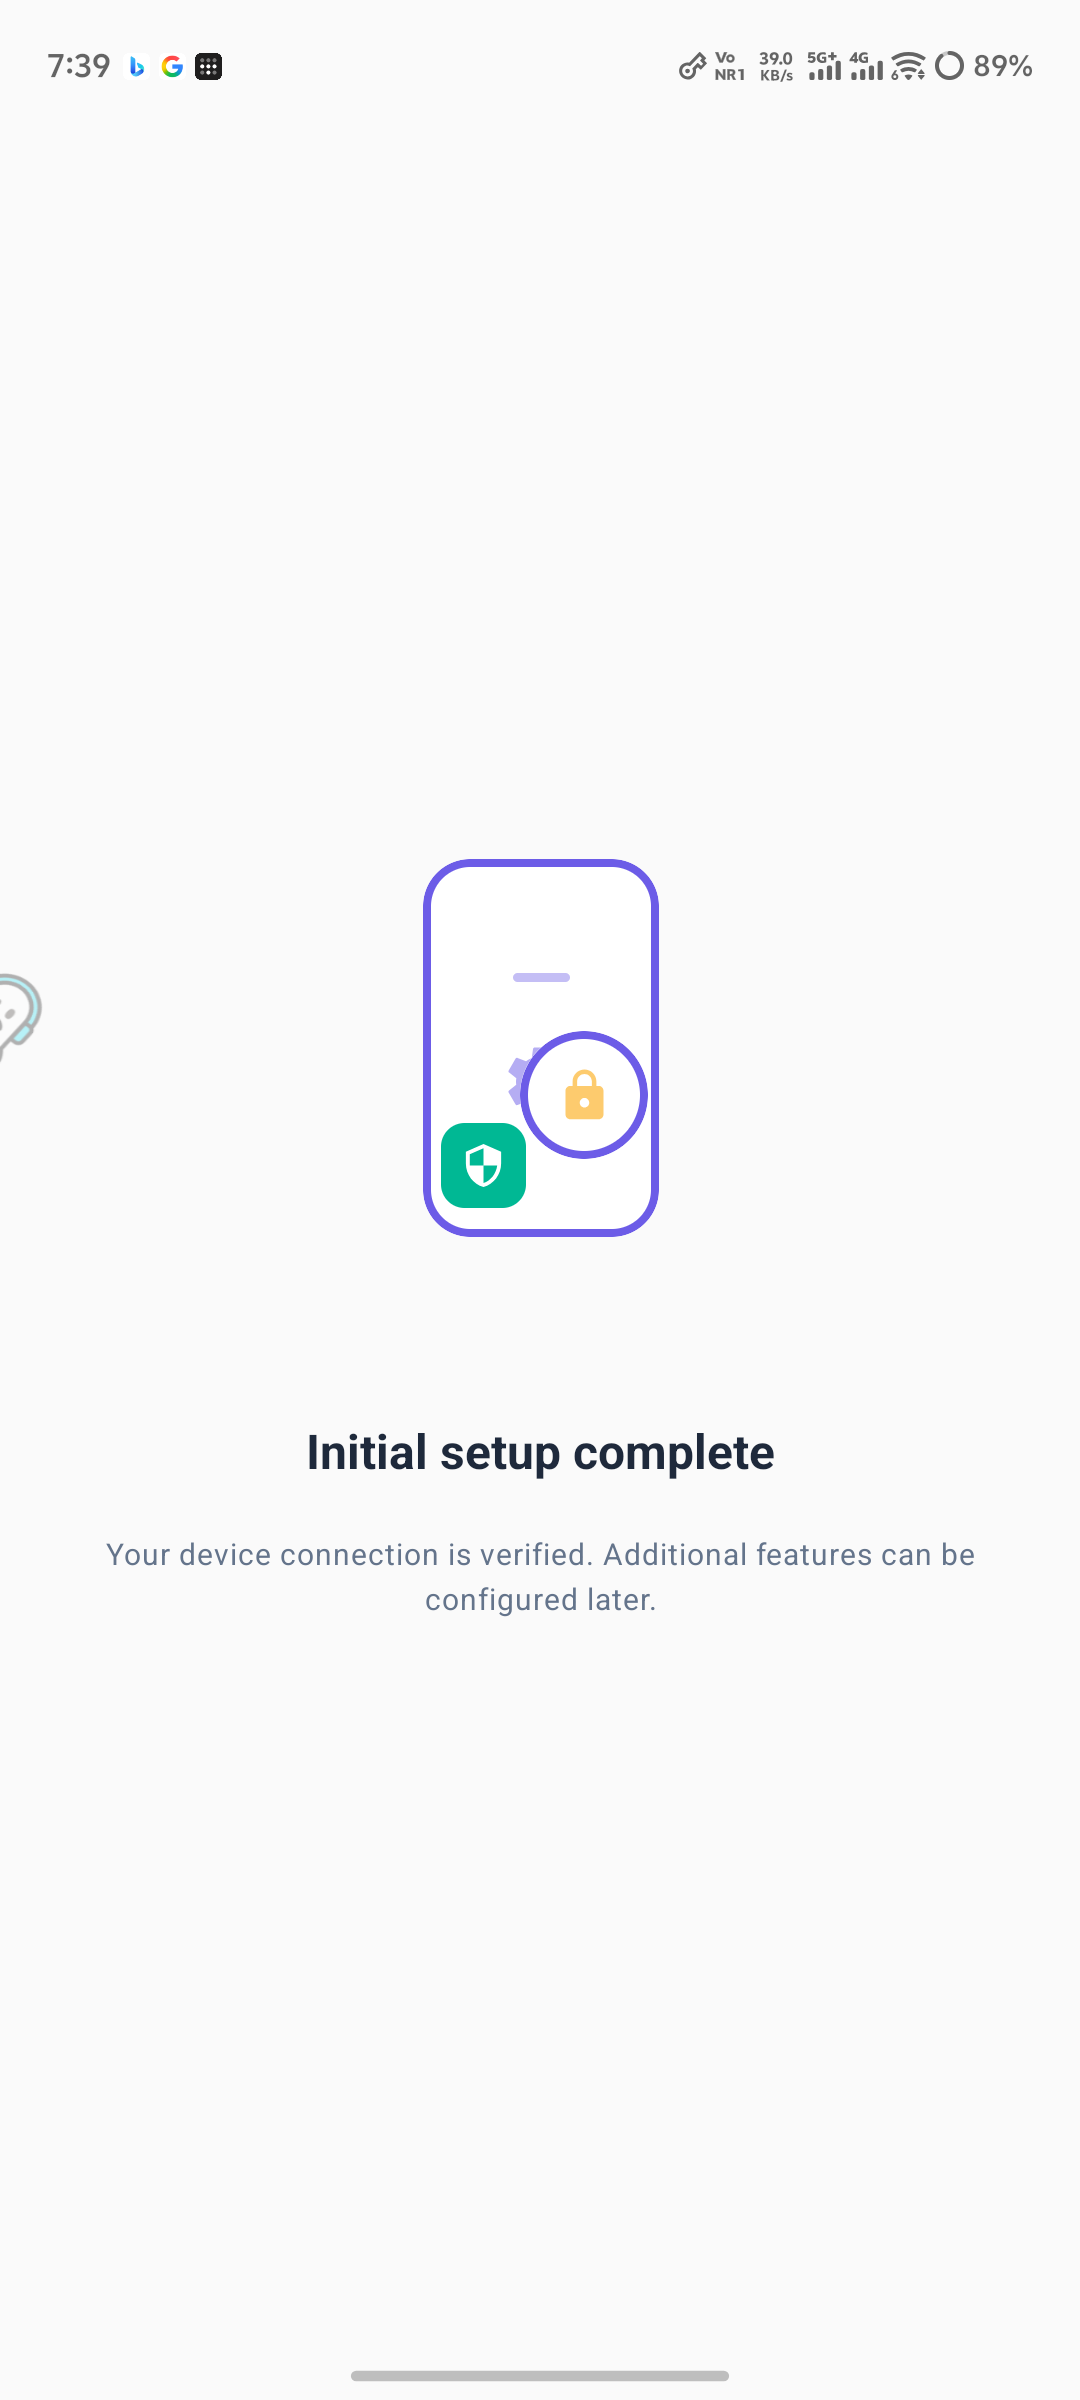 7:39
Vo
NR1
39.0
KB/s
5G+
4G
6
89%
Initial setup complete
Your device connection is verified. Additional features can be
configured later.